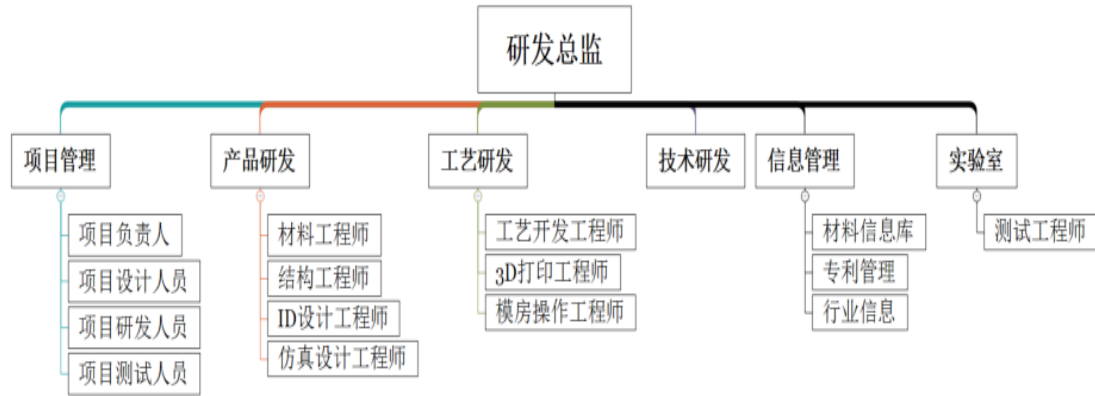 研发总监
项目管理
产品研发
工艺研发
技术研发
信息管理
实验室
项目负责人
项目设计人员
项目研发人员
项目测试人员
材料工程师
结构工程师
ID设计工程师
仿真设计工程师
工艺开发工程师
3D打印工程师
模房操作工程师
材料信息库
专利管理
行业信息
测试工程师